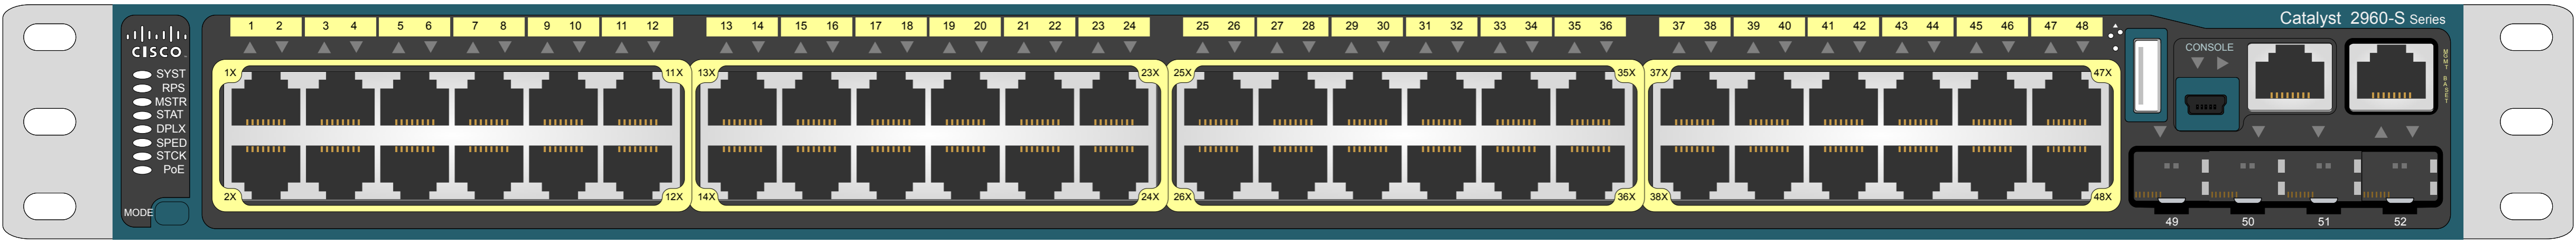 1 2 3 4 5 6 7 8 9 10 11 12 13 14 15 16 17 18 19 20 21 22 23 24 25 26 27 28 29 30 31 32 33 34 35 36 37 38 39 40 41 42 43 44 45 46 47 48
Catalyst 2960-S Series
CISCO
CONSOLE
MGMT BASET
1X 11X 13X 23X 25X 35X 37X 47X
SYST
RPS
MSTR
STAT
DPLX
SPED
STCK
PoE
2X 12X 14X 24X 26X 36X 38X 48X
MODE
49 50 51 52